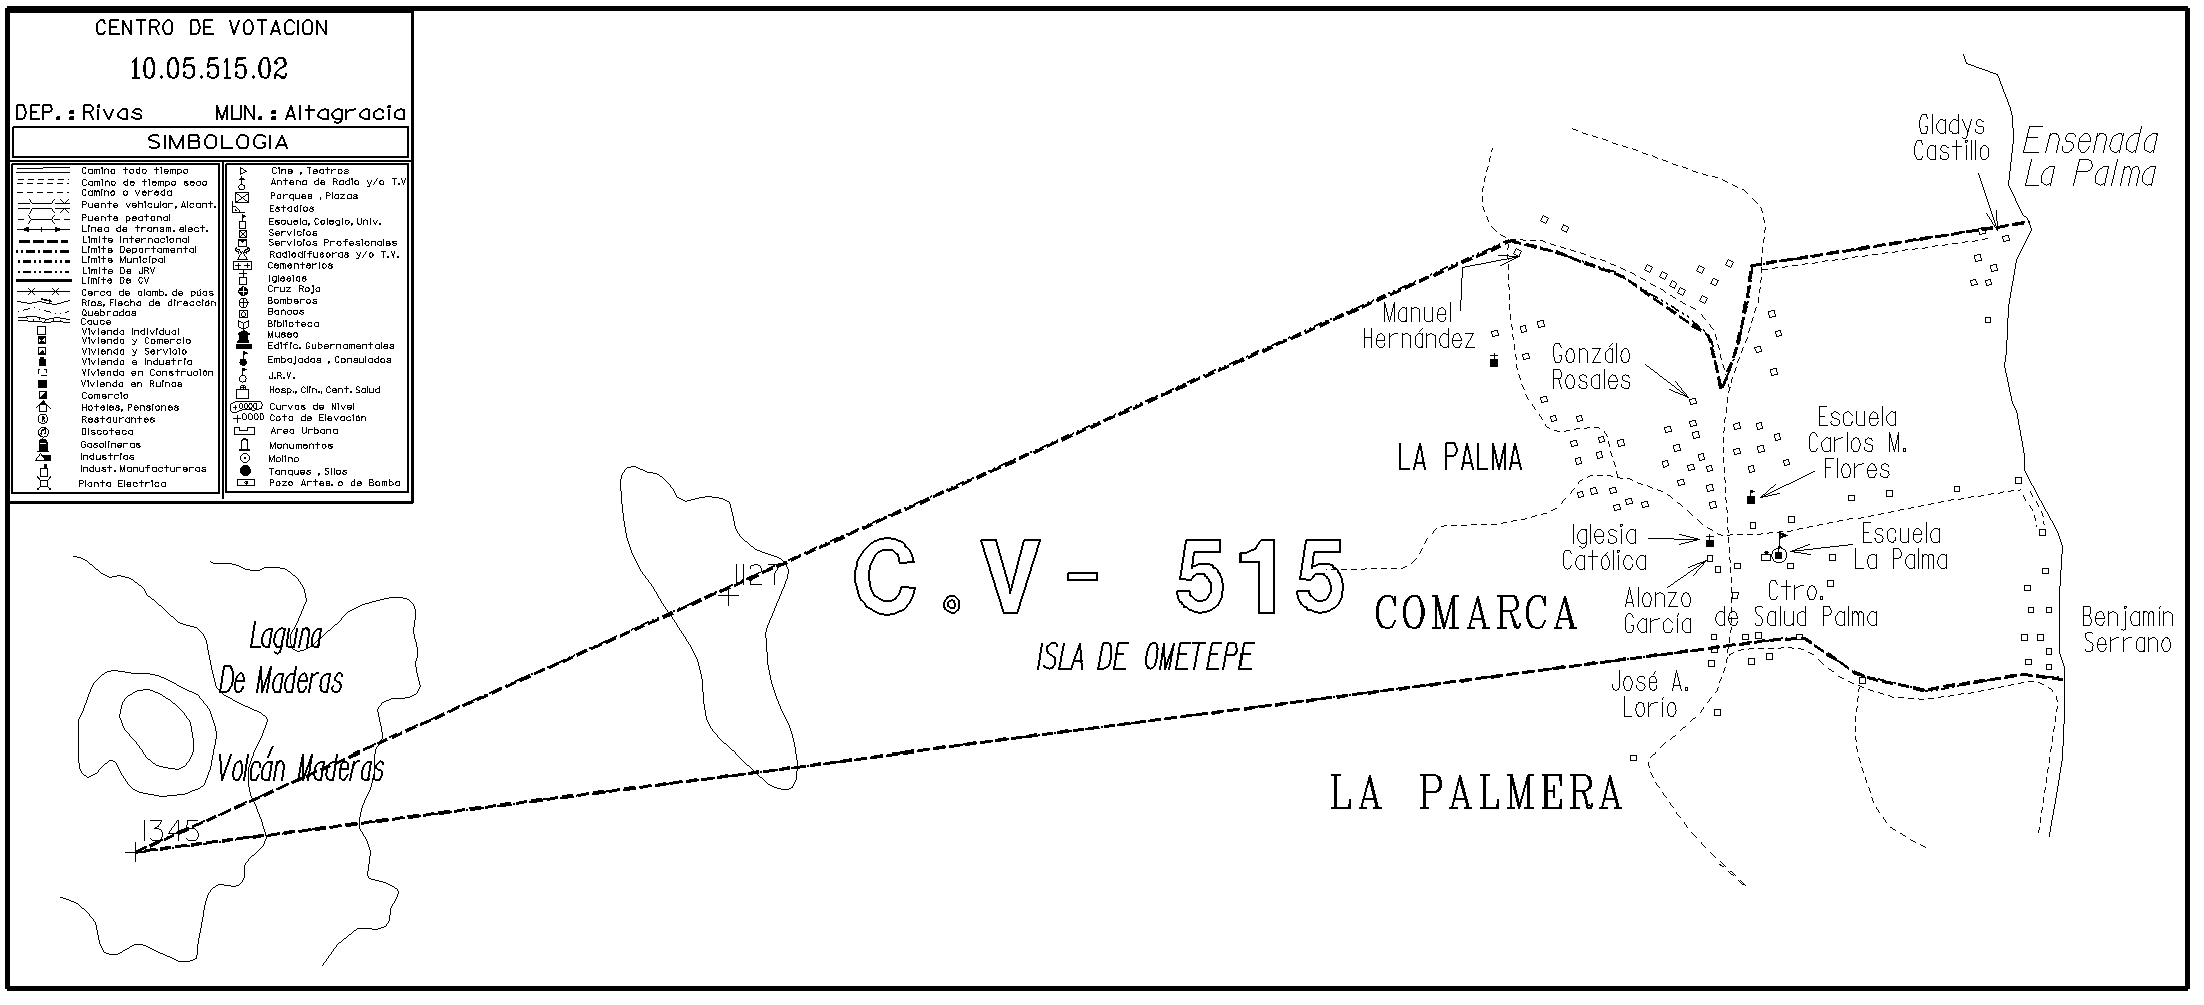 CENTRO DE VOTACION
10.05.515.02
DEP.: Rivas MUN.: Altagracia
SIMBOLOGIA
Camino todo tiempo
Camino de tiempo seco
Camino o vereda
Puente vehicular, Alcant.
Puente peatonal
Línea de transm. elect.
Límite Internacional
Límite Departamental
Límite Municipal
Límite De JRV
Límite De CV
Cerca de alamb. de púas
Ríos, Flecha de dirección
Quebradas
Cauce
Vivienda Individual
Vivienda y Comercio
Vivienda y Servicio
Vivienda e Industria
Vivienda en Construción
Vivienda en Ruinas
Comercio
Hoteles, Pensiones
Restaurantes
Discoteca
Gasolineras
Industrias
Indust. Manufactureras
Planta Electrica
Cine , Teatros
Antena de Radio y/o T.V
Parques , Plazas
Estadios
Escuela, Colegio, Univ.
Servicios
Servicios Profesionales
Radiodifusoras y/o T.V.
Cementerios
Iglesias
Cruz Roja
Bomberos
Bancos
Biblioteca
Museo
Edific. Gubernamentales
Embajadas , Consulados
J.R.V.
Hosp., Clín., Cent. Salud
Curvas de Nivel
Cota de Elevación
Area Urbana
Monumentos
Molino
Tanques , Silos
Pozo Artes. o de Bomba
Gladys
Castillo
Ensenada
La Palma
Manuel
Hernández
Gonzálo
Rosales
Escuela
Carlos M.
Flores
LA PALMA
Iglesia
Católica
Escuela
La Palma
1127
C.V- 515
COMARCA
ISLA DE OMETEPE
Alonzo
García
Ctro.
de Salud Palma
Benjamín
Serrano
Laguna
De Maderas
José A.
Lorío
Volcán Maderas
LA PALMERA
1345